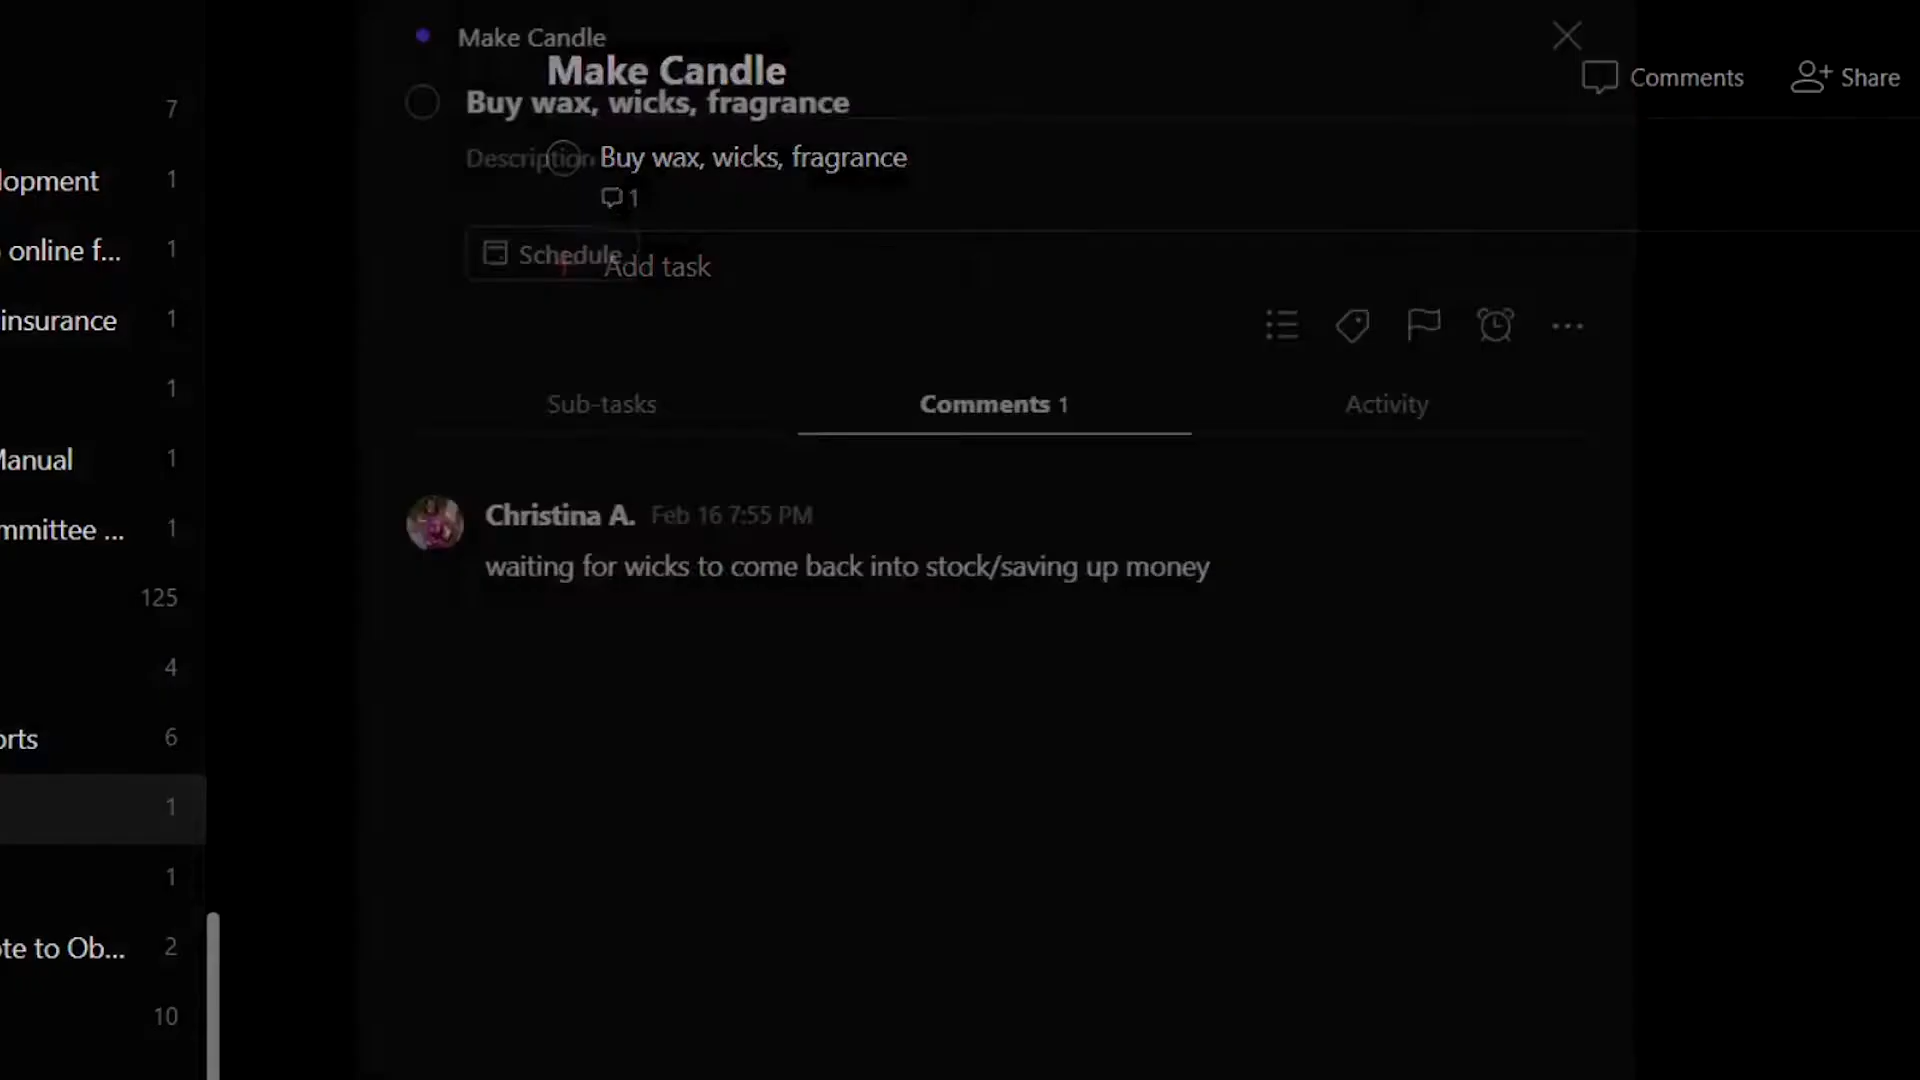 7
lopment 1
online f... 1
insurance 1
1
Manual 1
mmittee ... 1
125
4
orts 6
1
1
ote to Ob... 2
10
Make Candle
Make Candle
Comments
Share
Buy wax, wicks, fragrance
Description
Buy wax, wicks, fragrance
1
Schedule
Add task
Sub-tasks
Comments 1
Activity
Christina A. Feb 16 7:55 PM
waiting for wicks to come back into stock/saving up money